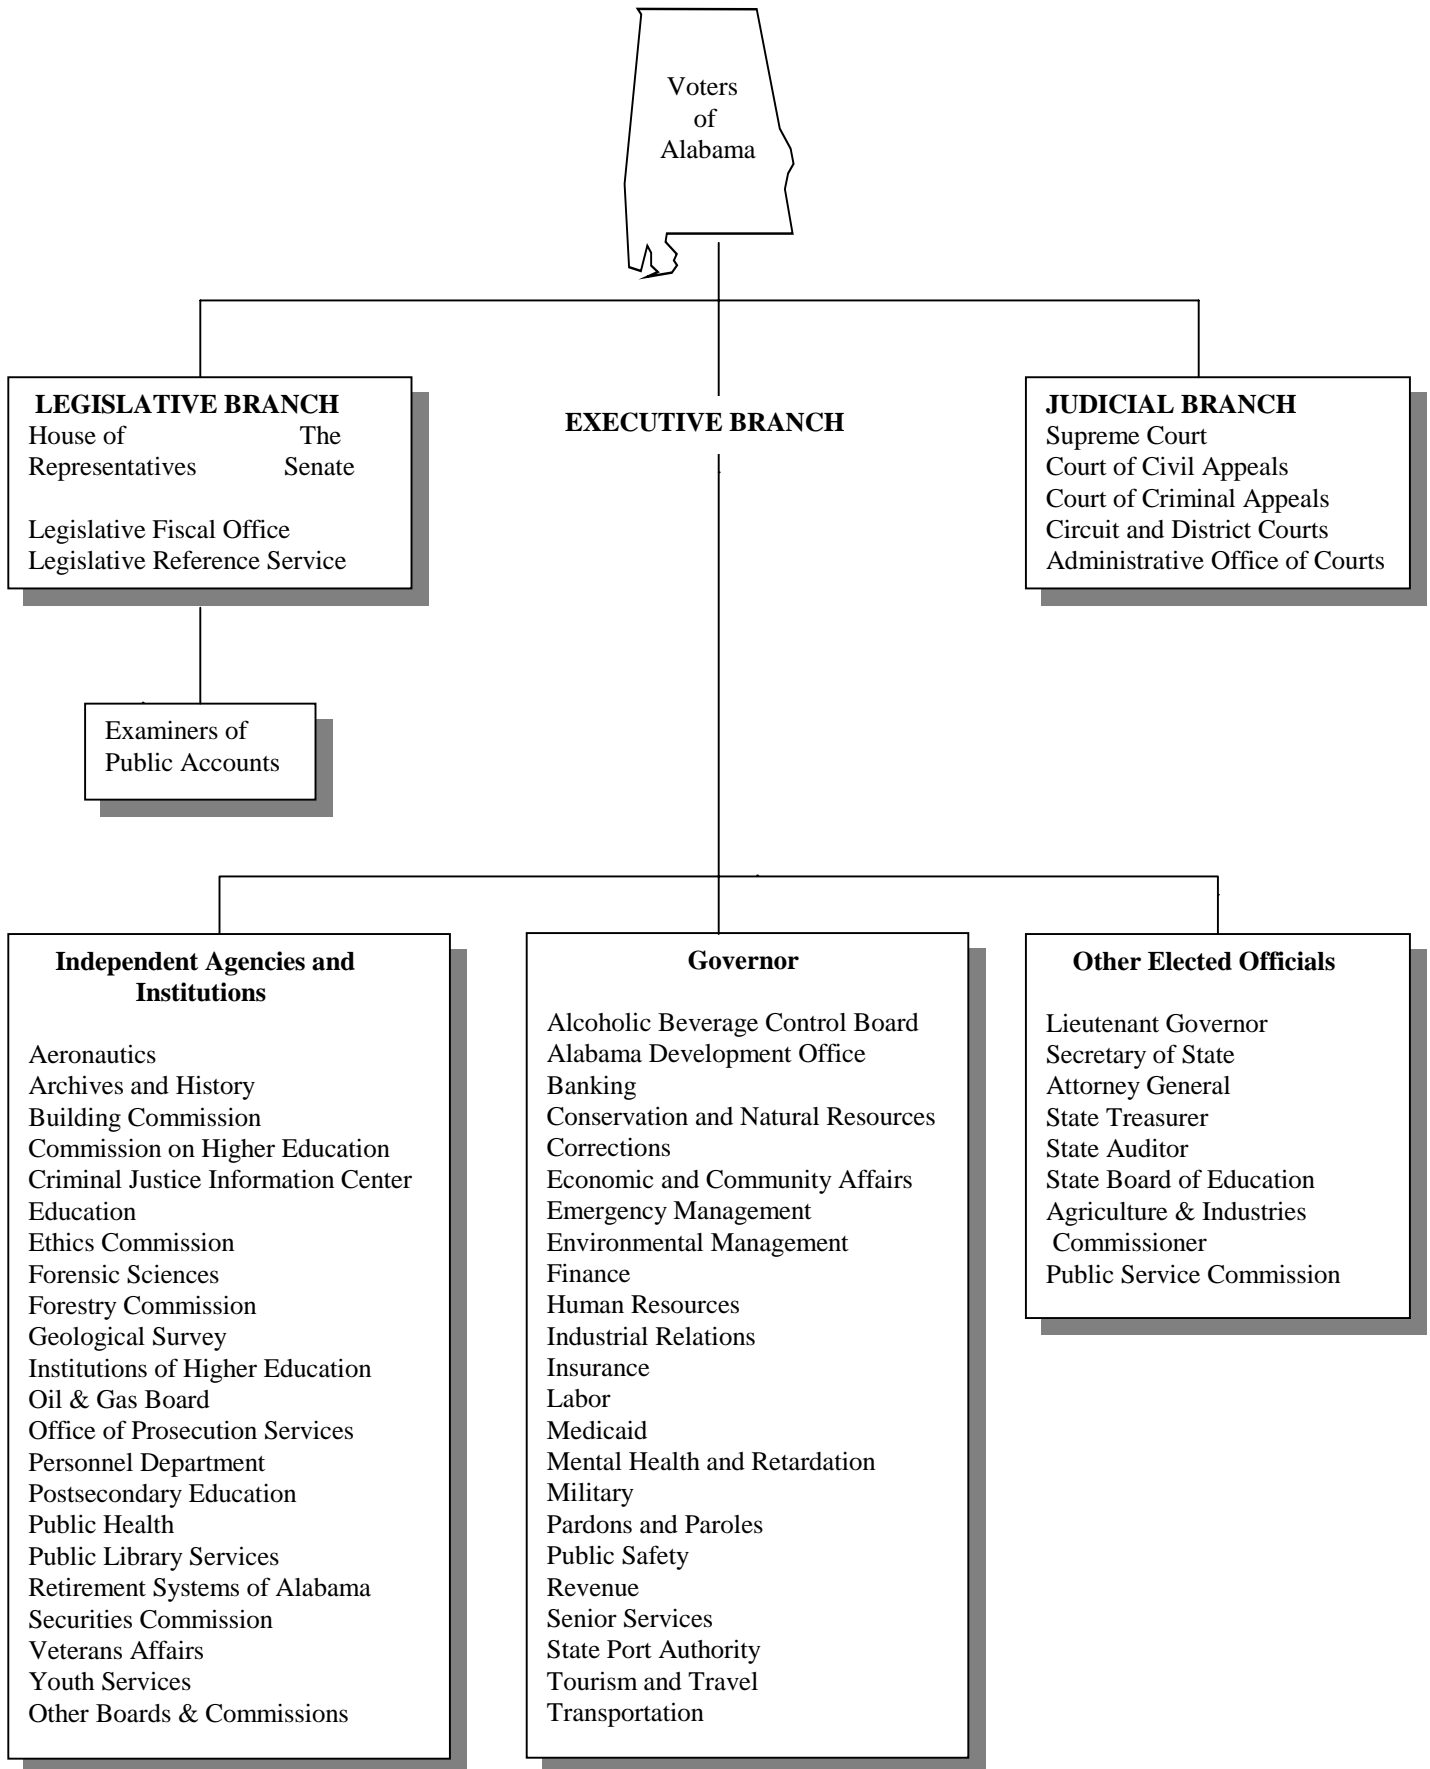 Voters
of
Alabama
LEGISLATIVE BRANCH
House of The
Representatives Senate
Legislative Fiscal Office
Legislative Reference Service
EXECUTIVE BRANCH
JUDICIAL BRANCH
Supreme Court
Court of Civil Appeals
Court of Criminal Appeals
Circuit and District Courts
Administrative Office of Courts
Examiners of
Public Accounts
Independent Agencies and
Institutions
Aeronautics
Archives and History
Building Commission
Commission on Higher Education
Criminal Justice Information Center
Education
Ethics Commission
Forensic Sciences
Forestry Commission
Geological Survey
Institutions of Higher Education
Oil & Gas Board
Office of Prosecution Services
Personnel Department
Postsecondary Education
Public Health
Public Library Services
Retirement Systems of Alabama
Securities Commission
Veterans Affairs
Youth Services
Other Boards & Commissions
Governor
Alcoholic Beverage Control Board
Alabama Development Office
Banking
Conservation and Natural Resources
Corrections
Economic and Community Affairs
Emergency Management
Environmental Management
Finance
Human Resources
Industrial Relations
Insurance
Labor
Medicaid
Mental Health and Retardation
Military
Pardons and Paroles
Public Safety
Revenue
Senior Services
State Port Authority
Tourism and Travel
Transportation
Other Elected Officials
Lieutenant Governor
Secretary of State
Attorney General
State Treasurer
State Auditor
State Board of Education
Agriculture & Industries
Commissioner
Public Service Commission